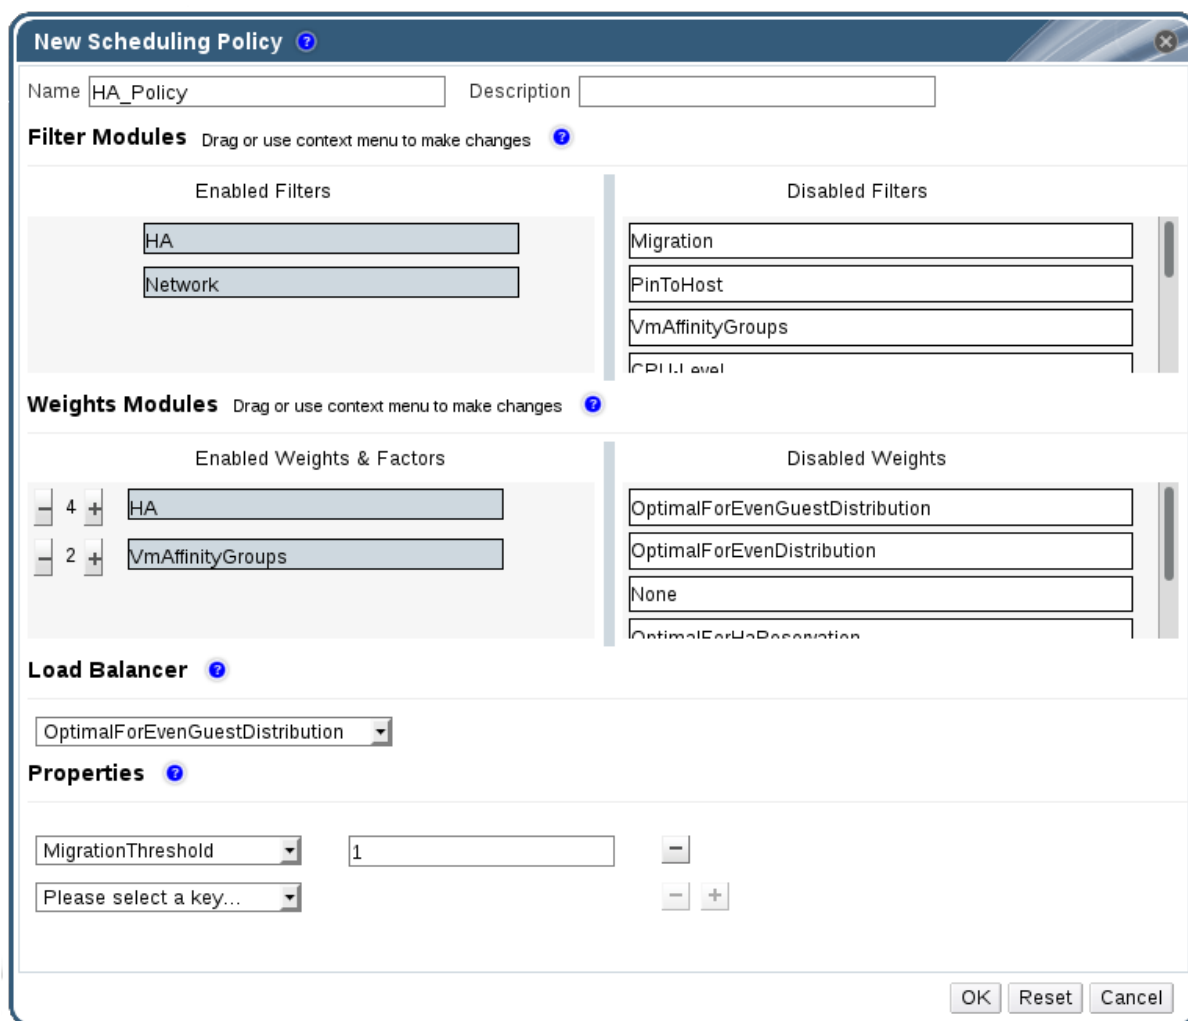 New Scheduling Policy ?
Name HA_Policy Description
Filter Modules Drag or use context menu to make changes ?
Enabled Filters Disabled Filters
HA Migration
Network PinToHost
VmAffinityGroups
CPU-Level
Weights Modules Drag or use context menu to make changes ?
Enabled Weights & Factors Disabled Weights
− 4 + HA OptimalForEvenGuestDistribution
− 2 + VmAffinityGroups OptimalForEvenDistribution
None
OptimalForHaReservation
Load Balancer ?
OptimalForEvenGuestDistribution
Properties ?
MigrationThreshold 1 −
Please select a key... − +
OK Reset Cancel